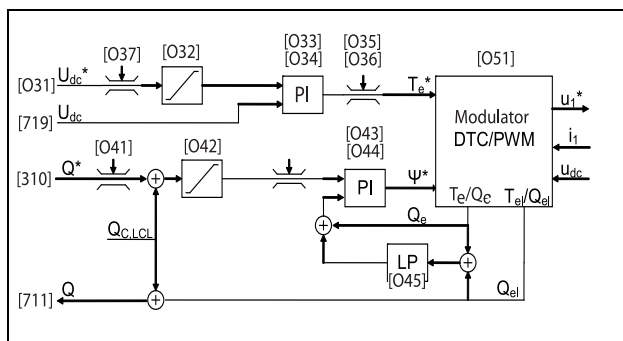 [O37]
[O32]
[O33]
[O34]
[O35]
[O36]
[O51]
[O31]
Udc*
PI
Te*
u1*
[719]
Udc
Modulator
DTC/PWM
i1
[O41]
[O42]
[O43]
[O44]
[310]
Q*
PI
Ψ*
udc
Te/Qe
Tel/Qel
QC,LCL
Qe
LP
[O45]
[711]
Q
Qel